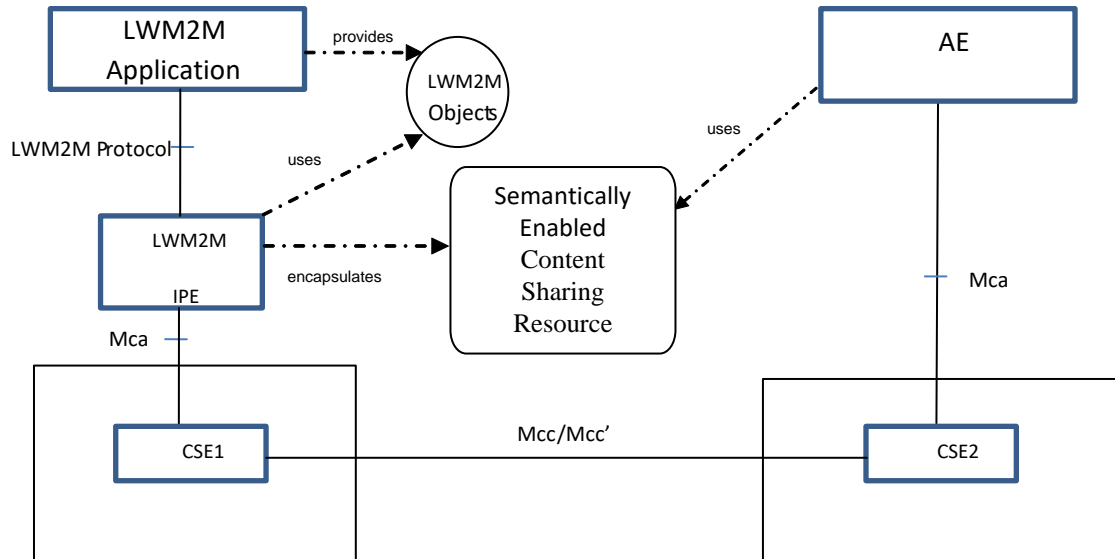 LWM2M
Application
provides
LWM2M
Objects
AE
LWM2M Protocol
uses
uses
Semantically
Enabled
Content
Sharing
Resource
LWM2M
IPE
encapsulates
Mca
Mca
CSE1
Mcc/Mcc’
CSE2